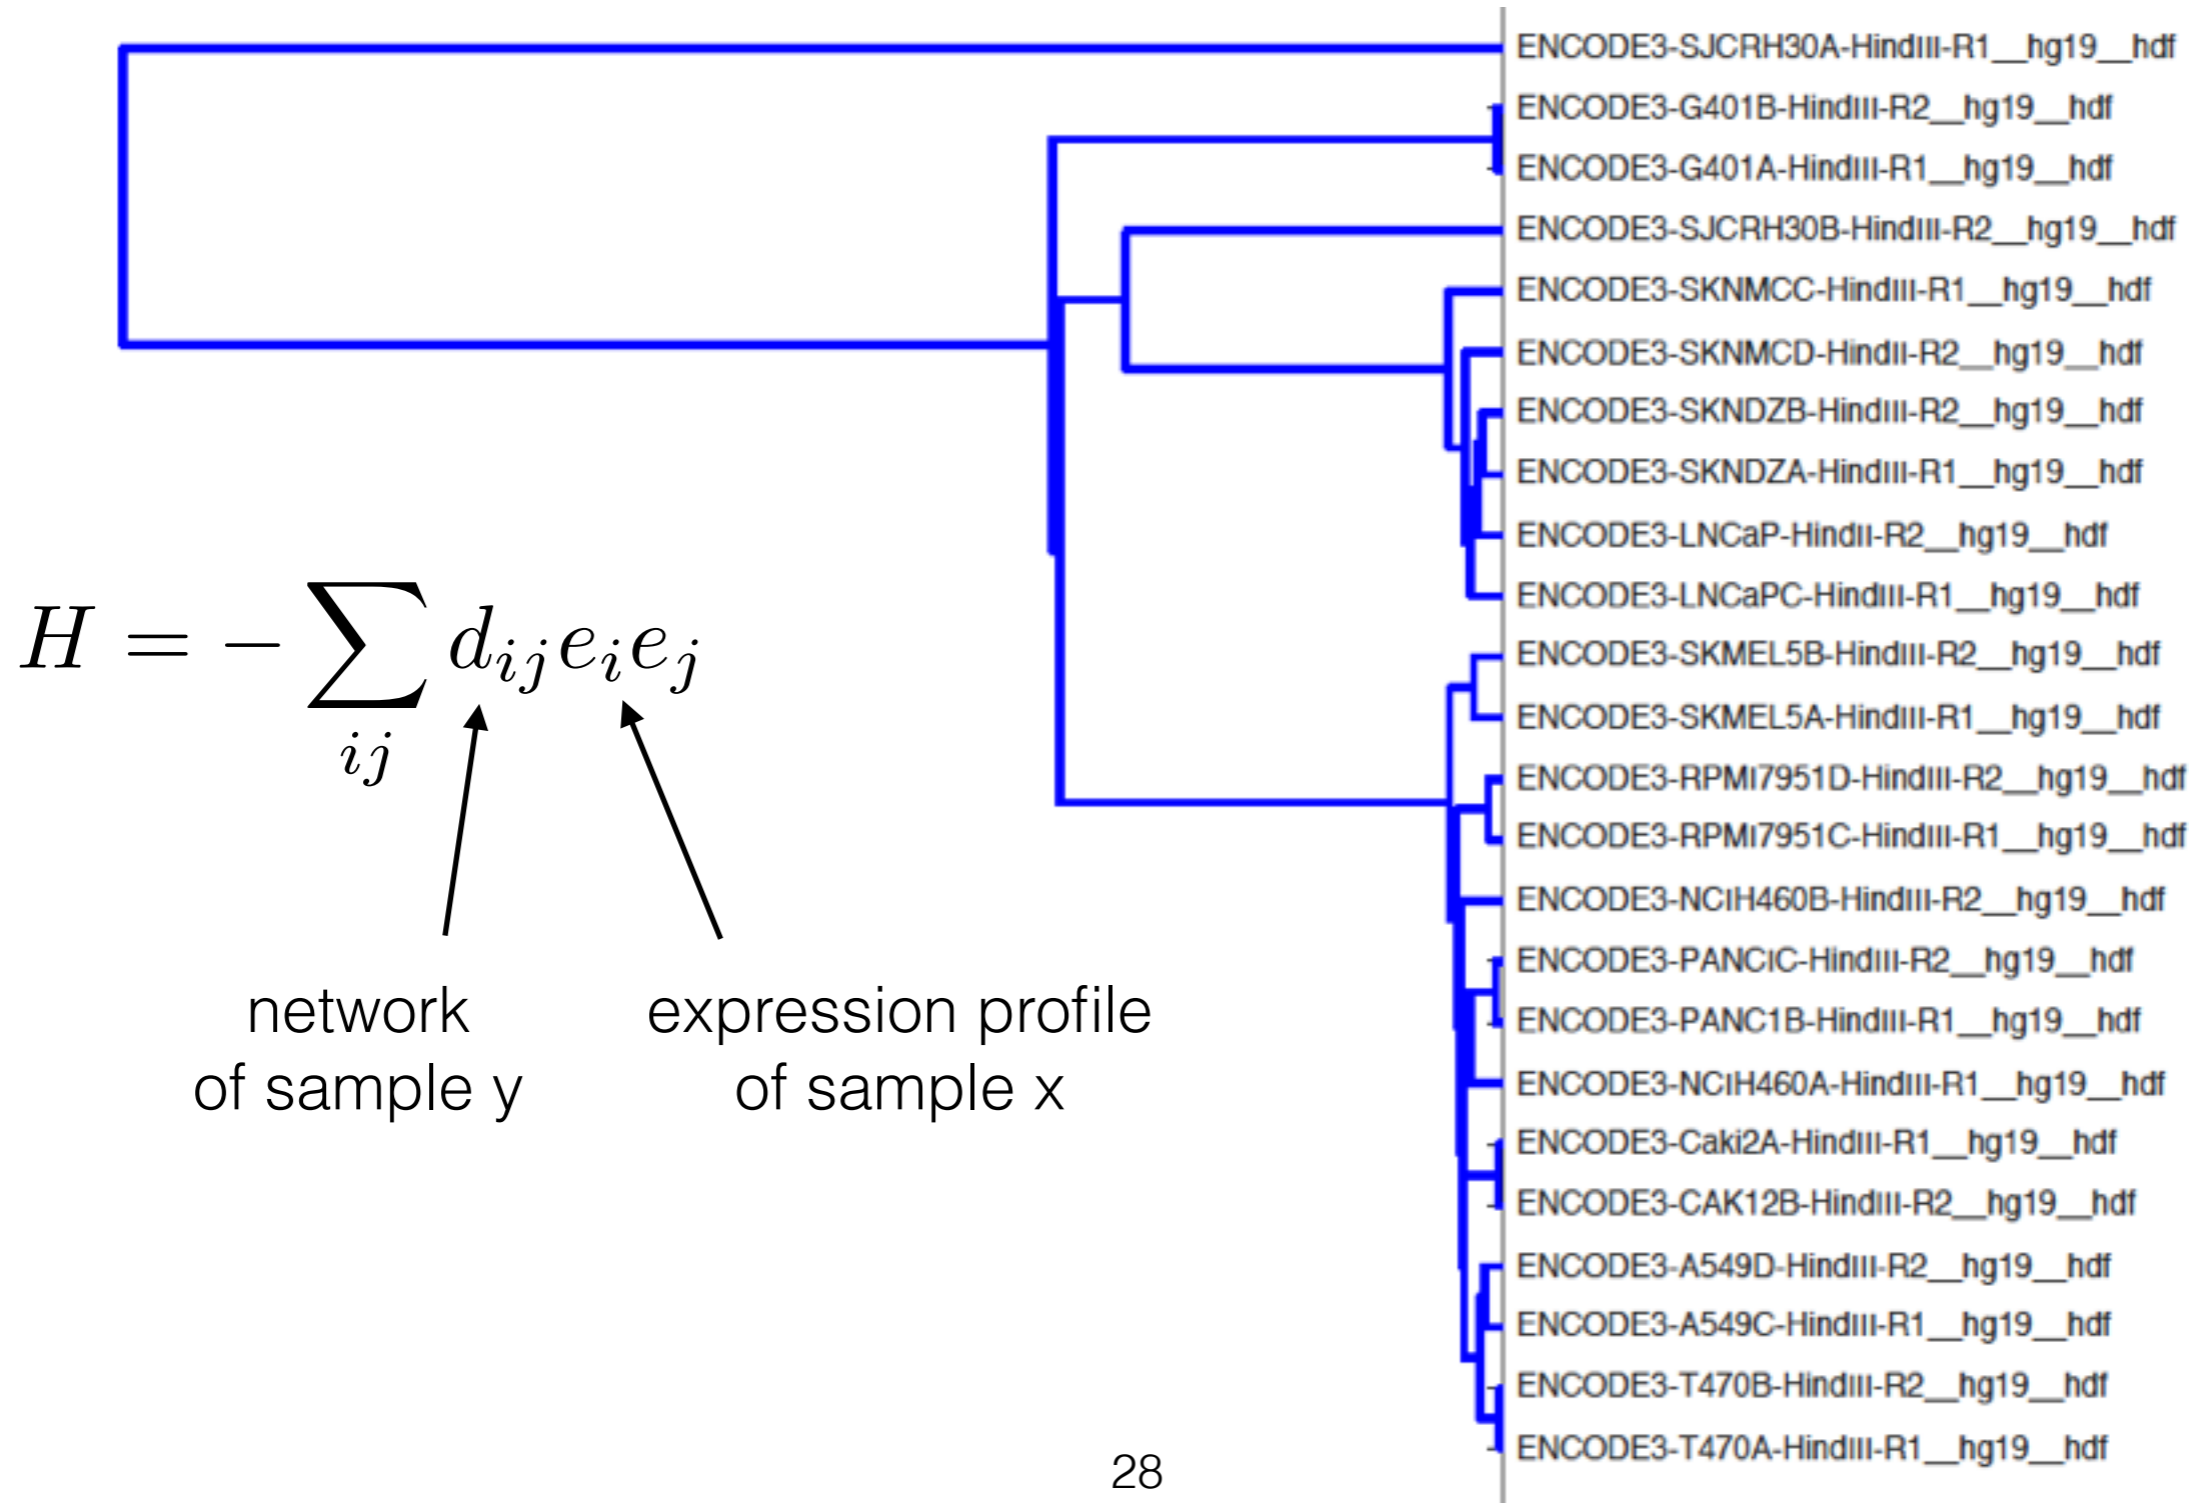 ENCODE3-SJCRH30A-HindIII-R1__hg19__hdf
ENCODE3-G401B-HindIII-R2__hg19__hdf
ENCODE3-G401A-HindIII-R1__hg19__hdf
ENCODE3-SJCRH30B-HindIII-R2__hg19__hdf
ENCODE3-SKNMCC-HindIII-R1__hg19__hdf
ENCODE3-SKNMCD-HindII-R2__hg19__hdf
ENCODE3-SKNDZB-HindIII-R2__hg19__hdf
ENCODE3-SKNDZA-HindIII-R1__hg19__hdf
ENCODE3-LNCaP-HindII-R2__hg19__hdf
ENCODE3-LNCaPC-HindIII-R1__hg19__hdf
ENCODE3-SKMEL5B-HindIII-R2__hg19__hdf
ENCODE3-SKMEL5A-HindIII-R1__hg19__hdf
ENCODE3-RPMI7951D-HindIII-R2__hg19__hdf
ENCODE3-RPMI7951C-HindIII-R1__hg19__hdf
ENCODE3-NCIH460B-HindIII-R2__hg19__hdf
ENCODE3-PANCIC-HindIII-R2__hg19__hdf
ENCODE3-PANC1B-HindIII-R1__hg19__hdf
ENCODE3-NCIH460A-HindIII-R1__hg19__hdf
ENCODE3-Caki2A-HindIII-R1__hg19__hdf
ENCODE3-CAK12B-HindIII-R2__hg19__hdf
ENCODE3-A549D-HindIII-R2__hg19__hdf
ENCODE3-A549C-HindIII-R1__hg19__hdf
ENCODE3-T470B-HindIII-R2__hg19__hdf
ENCODE3-T470A-HindIII-R1__hg19__hdf
H = − ∑_{ij} d_{ij} e_i e_j
network
of sample y
expression profile
of sample x
28